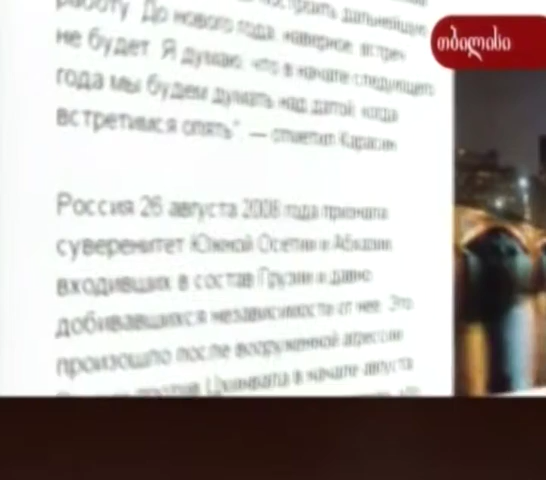 работу. До нового года, наверное, встреч
не будет. Я думаю, что в начале следующего
года мы будем думать над датой, когда
встретимся опять", — отметил Карасин
Россия 26 августа 2008 года признала
суверенитет Южной Осетии и Абхазии,
входивших в состав Грузии и давно
добивавшихся независимости от нее. Это
произошло после вооруженной агрессии
против Цхинвала в начале августа
თბილისი